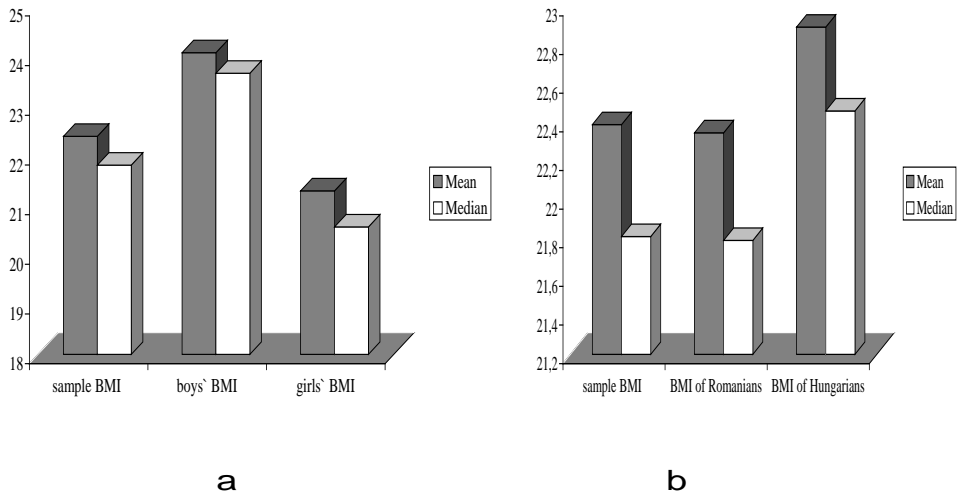 25
24
23
22
21
20
19
18
sample BMI boys` BMI girls` BMI
Mean
Median
a
23
22,8
22,6
22,4
22,2
22
21,8
21,6
21,4
21,2
sample BMI BMI of Romanians BMI of Hungarians
Mean
Median
b